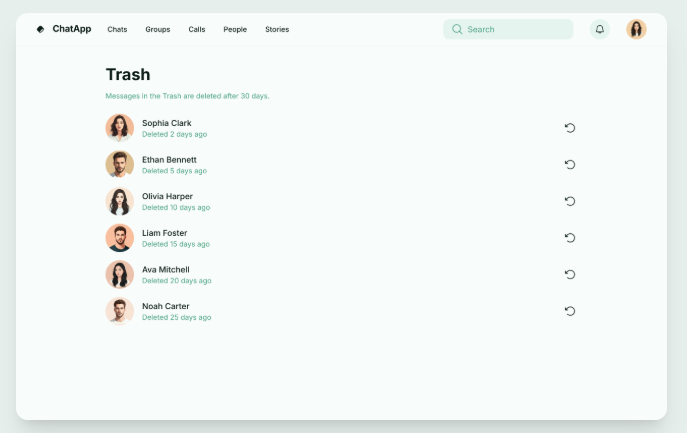 ChatApp
Chats
Groups
Calls
People
Stories
Search
Trash
Messages in the Trash are deleted after 30 days.
Sophia Clark
Deleted 2 days ago
Ethan Bennett
Deleted 5 days ago
Olivia Harper
Deleted 10 days ago
Liam Foster
Deleted 15 days ago
Ava Mitchell
Deleted 20 days ago
Noah Carter
Deleted 25 days ago